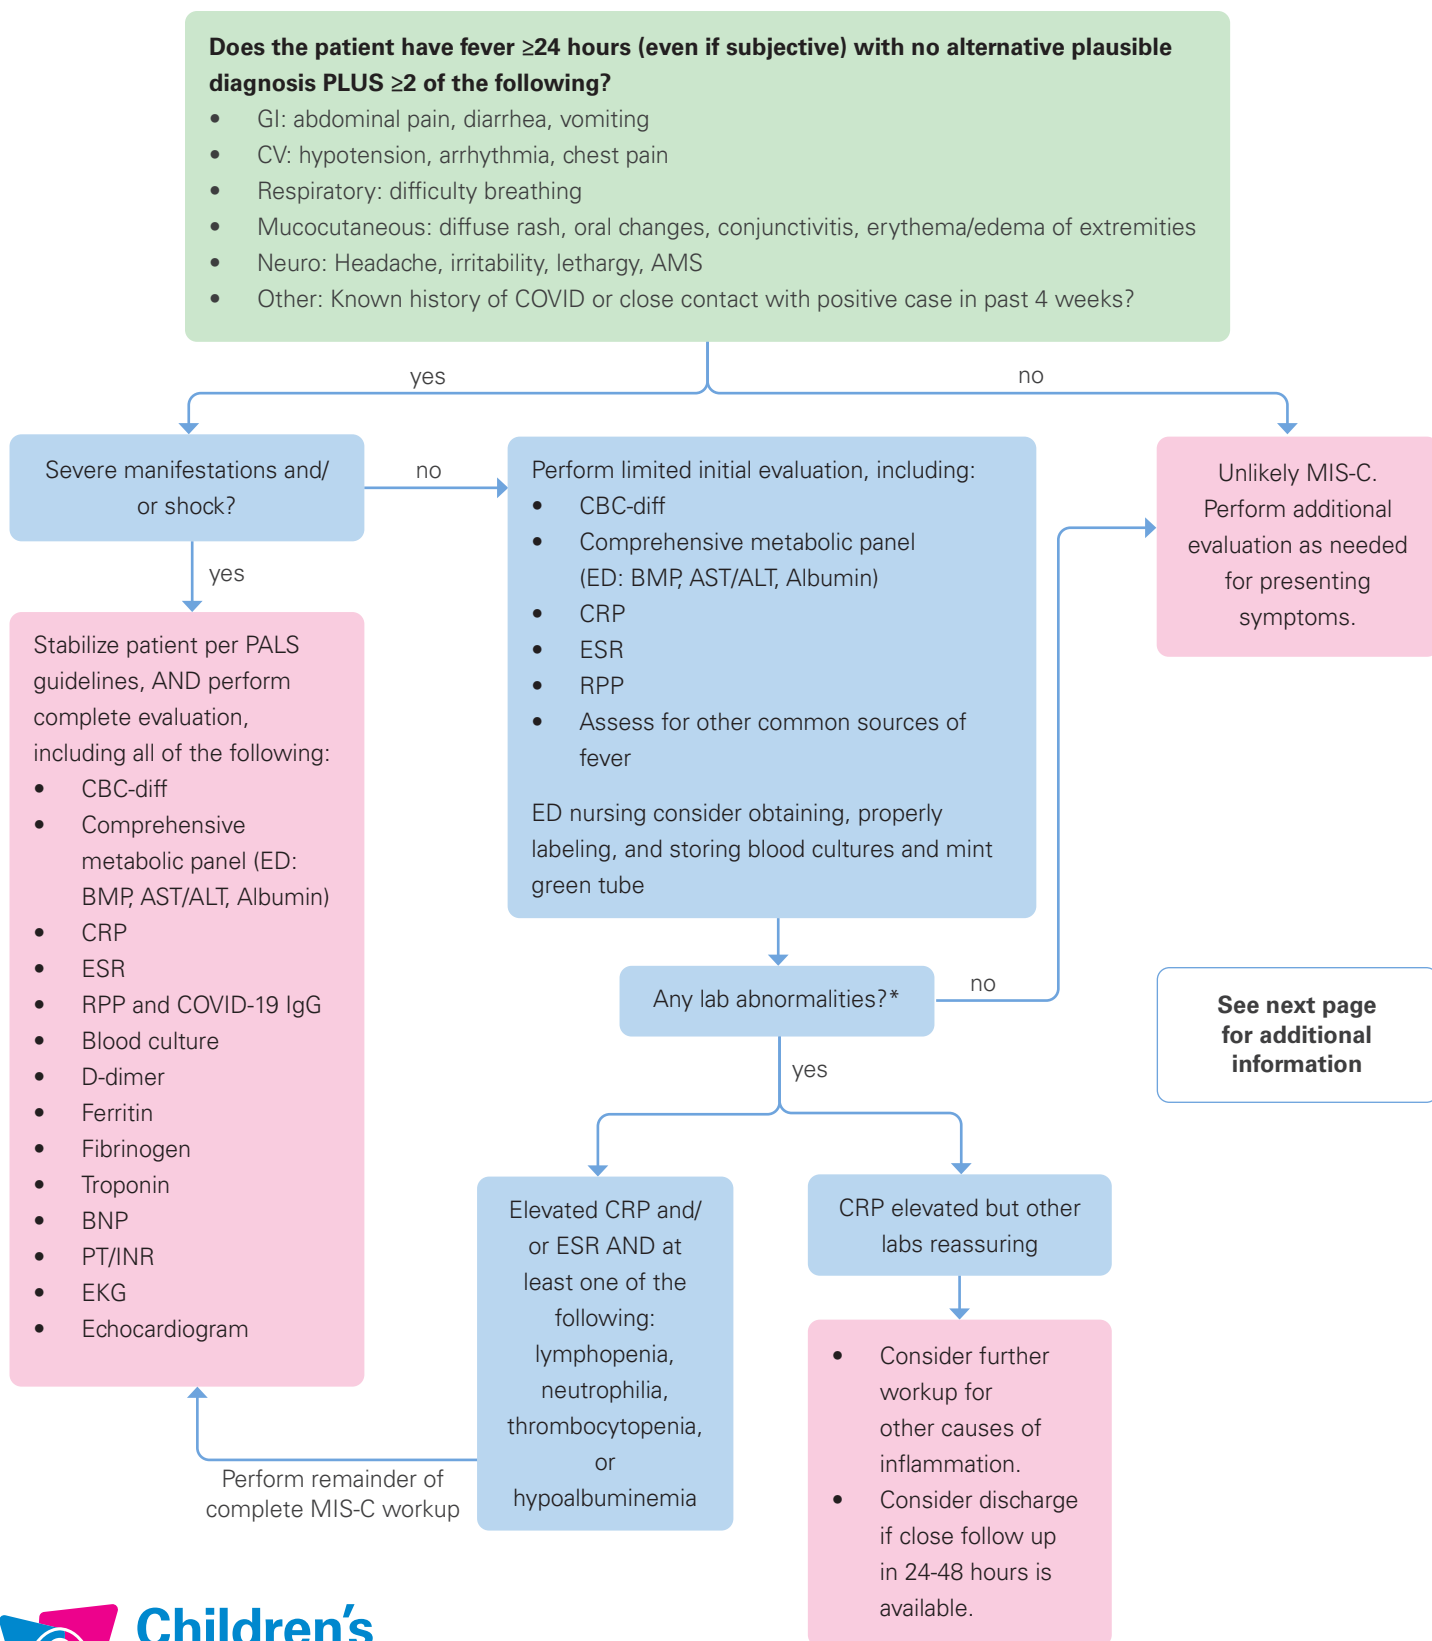 Does the patient have fever ≥24 hours (even if subjective) with no alternative plausible
diagnosis PLUS ≥2 of the following?
• GI: abdominal pain, diarrhea, vomiting
• CV: hypotension, arrhythmia, chest pain
• Respiratory: difficulty breathing
• Mucocutaneous: diffuse rash, oral changes, conjunctivitis, erythema/edema of extremities
• Neuro: Headache, irritability, lethargy, AMS
• Other: Known history of COVID or close contact with positive case in past 4 weeks?
yes
no
Severe manifestations and/
or shock?
no
yes
Stabilize patient per PALS
guidelines, AND perform
complete evaluation,
including all of the following:
• CBC-diff
• Comprehensive
metabolic panel (ED:
BMP, AST/ALT, Albumin)
• CRP
• ESR
• RPP and COVID-19 IgG
• Blood culture
• D-dimer
• Ferritin
• Fibrinogen
• Troponin
• BNP
• PT/INR
• EKG
• Echocardiogram
Perform limited initial evaluation, including:
• CBC-diff
• Comprehensive metabolic panel
(ED: BMP, AST/ALT, Albumin)
• CRP
• ESR
• RPP
• Assess for other common sources of
fever
ED nursing consider obtaining, properly
labeling, and storing blood cultures and mint
green tube
Unlikely MIS-C.
Perform additional
evaluation as needed
for presenting
symptoms.
Any lab abnormalities?*
no
yes
See next page
for additional
information
Elevated CRP and/
or ESR AND at
least one of the
following:
lymphopenia,
neutrophilia,
thrombocytopenia,
or
hypoalbuminemia
Perform remainder of
complete MIS-C workup
CRP elevated but other
labs reassuring
• Consider further
workup for
other causes of
inflammation.
• Consider discharge
if close follow up
in 24-48 hours is
available.
Children's